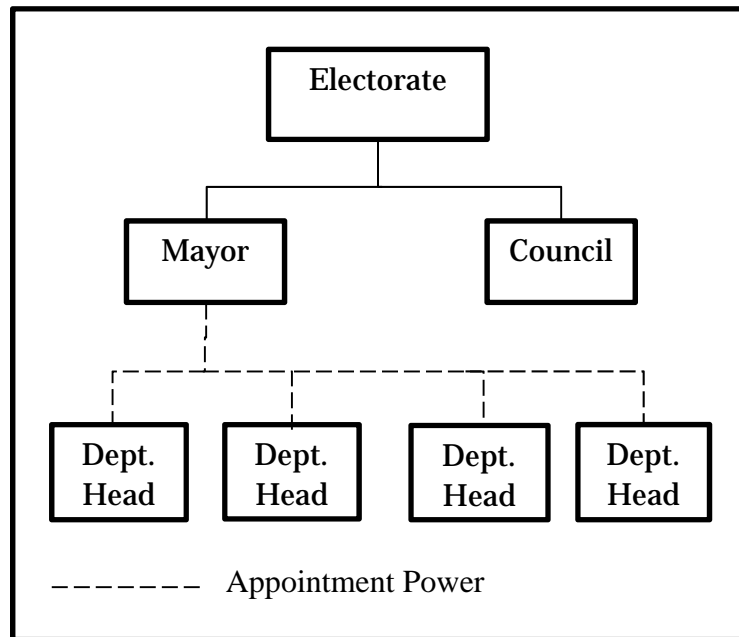 Electorate
Mayor
Council
Dept.
Head
Dept.
Head
Dept.
Head
Dept.
Head
Appointment Power